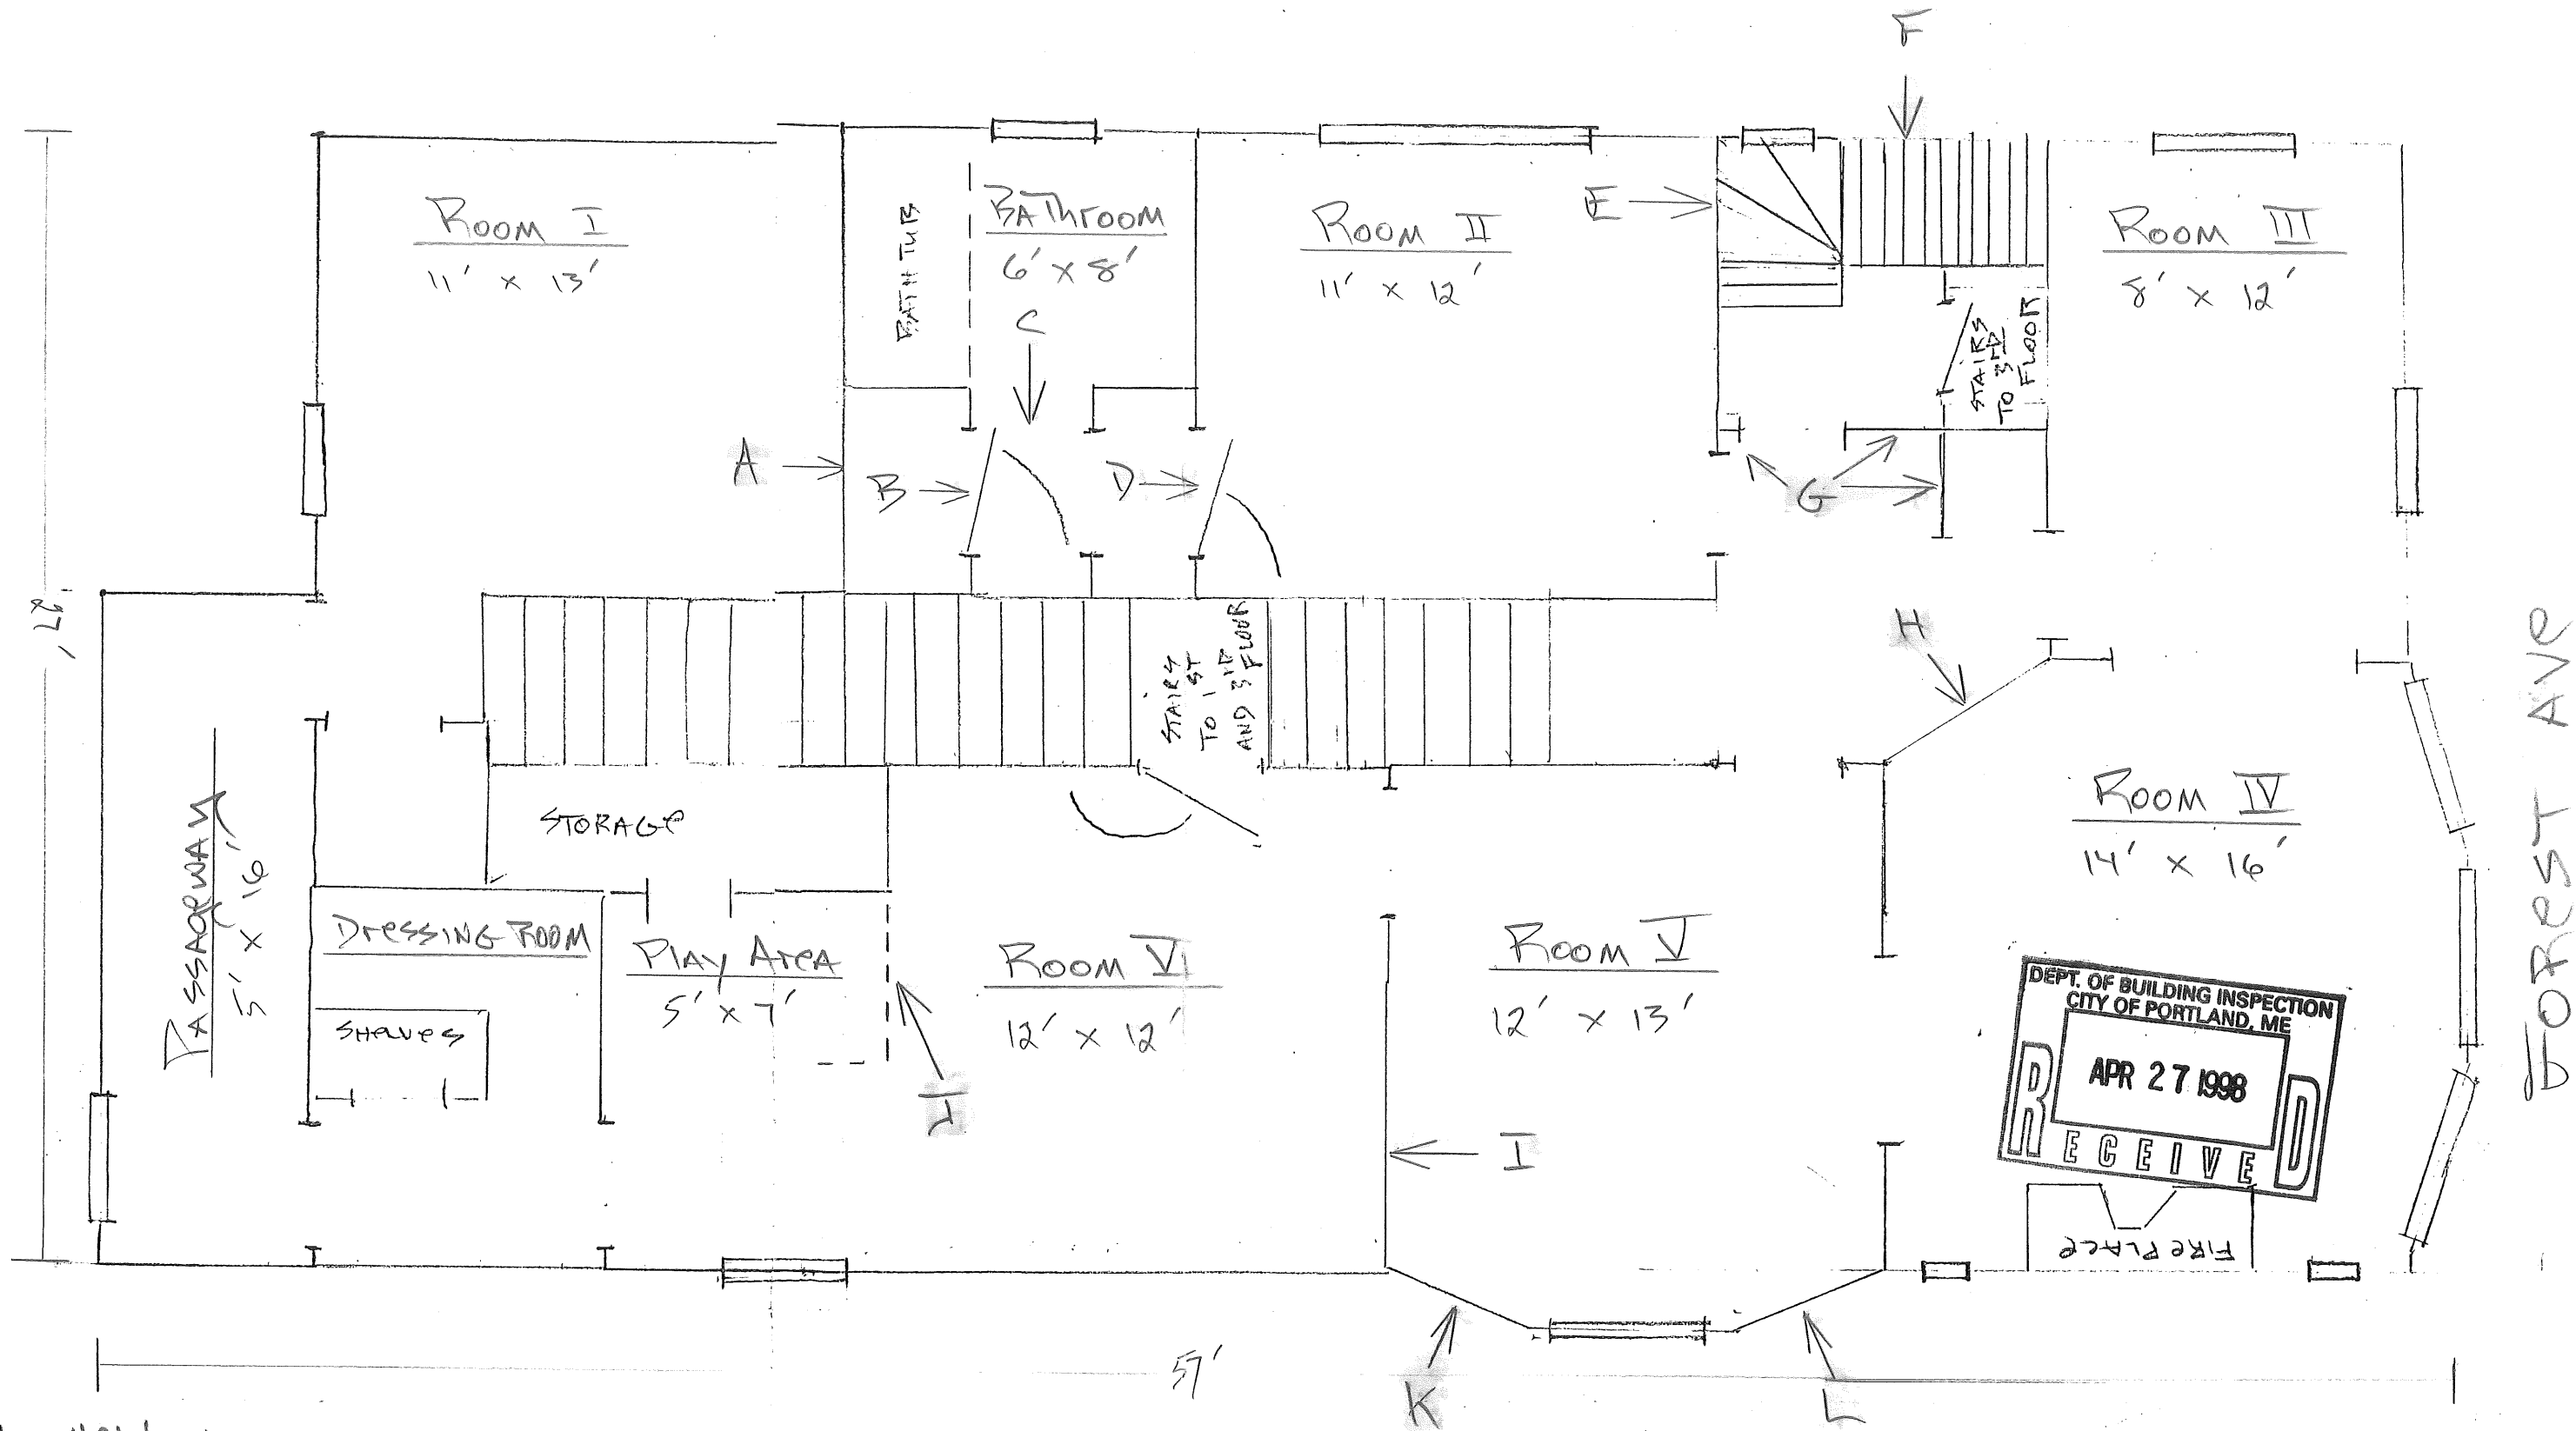 F
Room I
11' x 13'
BATH TUB
BAThroom
6' x 8'
C
Room II
11' x 12'
E
Room III
8' x 12'
STAIRS
TO 3RD
FLOOR
A
B
D
G
27'
H
STAIRS
TO 1ST
AND 3RD FLOOR
FOREST AVE
PASSAGEWAY
5' x 16'
STORAGE
Room IV
14' x 16'
DressING ROOM
PLAY AreA
5' x 7'
Room VI
12' x 12'
Room V
12' x 13'
SHELVES
J
I
DEPT. OF BUILDING INSPECTION
CITY OF PORTLAND, ME
APR 27 1998
RECEIVED
FIREPLACE
57'
K
L